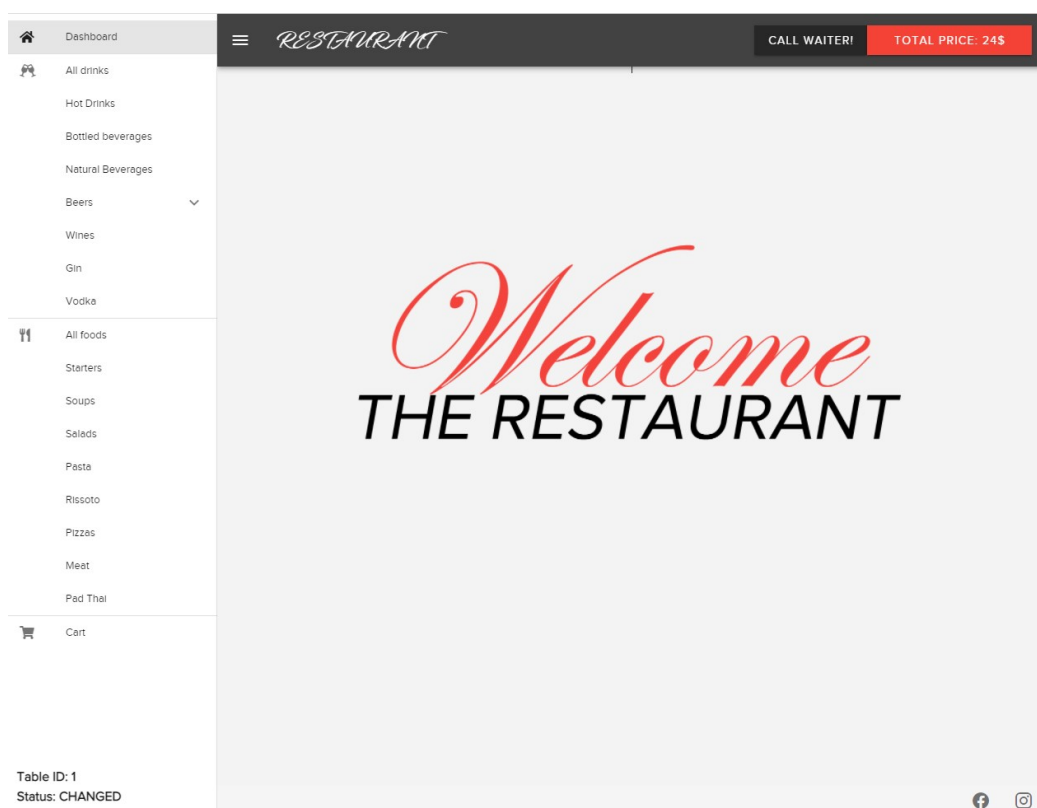 Dashboard
RESTAURANT
CALL WAITER!
TOTAL PRICE: 24$
All drinks
Hot Drinks
Bottled beverages
Natural Beverages
Beers
Wines
Gin
Vodka
All foods
Starters
Soups
Salads
Pasta
Rissoto
Pizzas
Meat
Pad Thai
Cart
Table ID: 1
Status: CHANGED
Welcome
THE RESTAURANT